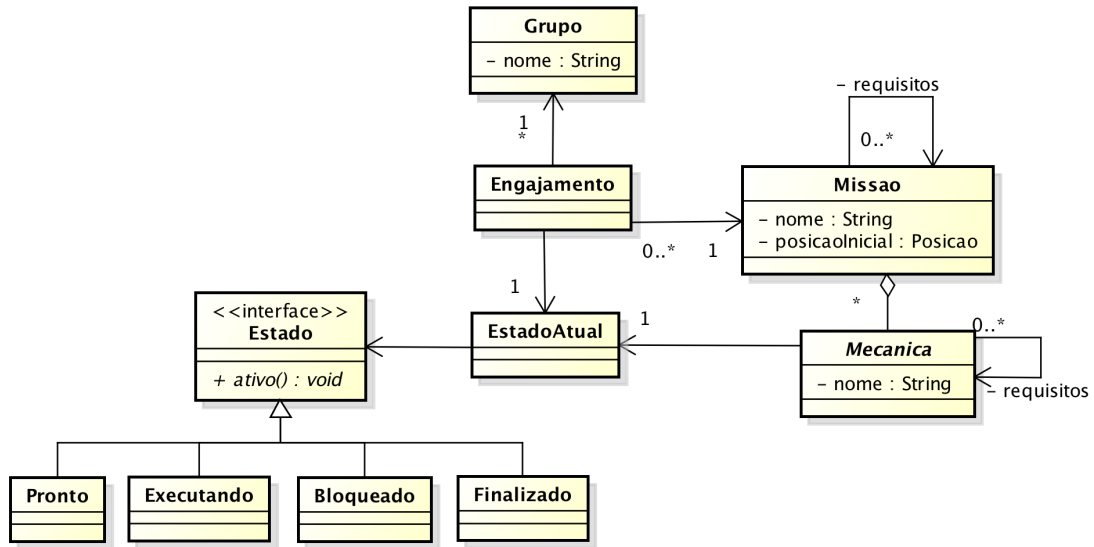 Grupo
- nome : String
1
*
- requisitos
0..*
Engajamento
Missao
- nome : String
- posicaoInicial : Posicao
0..*
1
1
*
<<interface>>
Estado
+ ativo() : void
EstadoAtual
1
Mecanica
- nome : String
0..*
- requisitos
Pronto
Executando
Bloqueado
Finalizado